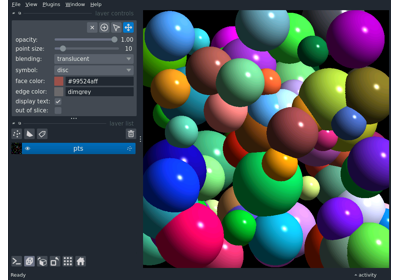 File View Plugins Window Help
layer controls
opacity: 1.00
point size: 10
blending: translucent
symbol: disc
face color: #99524aff
edge color: dimgrey
display text:
out of slice:
layer list
pts
Ready
activity